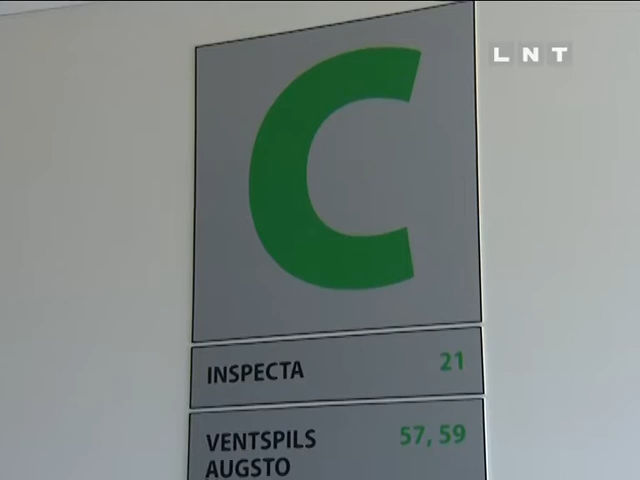 LNT
C
INSPECTA 21
VENTSPILS 57, 59
AUGSTO